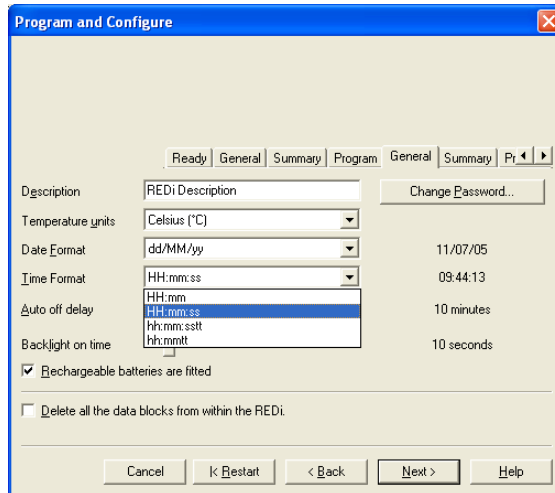 Program and Configure
Ready General Summary Program General Summary Pr
Description REDi Description Change Password...
Temperature units Celsius (°C)
Date Format dd/MM/yy 11/07/05
Time Format HH:mm:ss 09:44:13
HH:mm
Auto off delay HH:mm:ss 10 minutes
hh:mm:sstt
Backlight on time hh:mmtt 10 seconds
Rechargeable batteries are fitted
Delete all the data blocks from within the REDi.
Cancel |< Restart < Back Next > Help